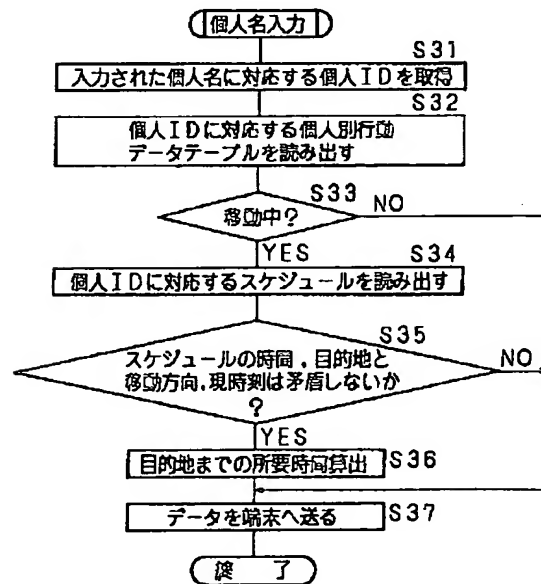 個人名入力
S31
入力された個人名に対応する個人IDを取得
S32
個人IDに対応する個人別行動
データテーブルを読み出す
S33
移動中?
NO
YES
S34
個人IDに対応するスケジュールを読み出す
S35
スケジュールの時間,目的地と
移動方向,現時刻は矛盾しないか
?
NO
YES
目的地までの所要時間算出
S36
データを端末へ送る
S37
終 了